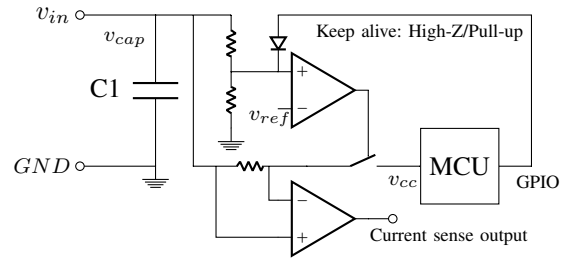 v_in
v_cap
Keep alive: High-Z/Pull-up
C1
+
−
v_ref
GND
v_cc
MCU
GPIO
−
+
Current sense output